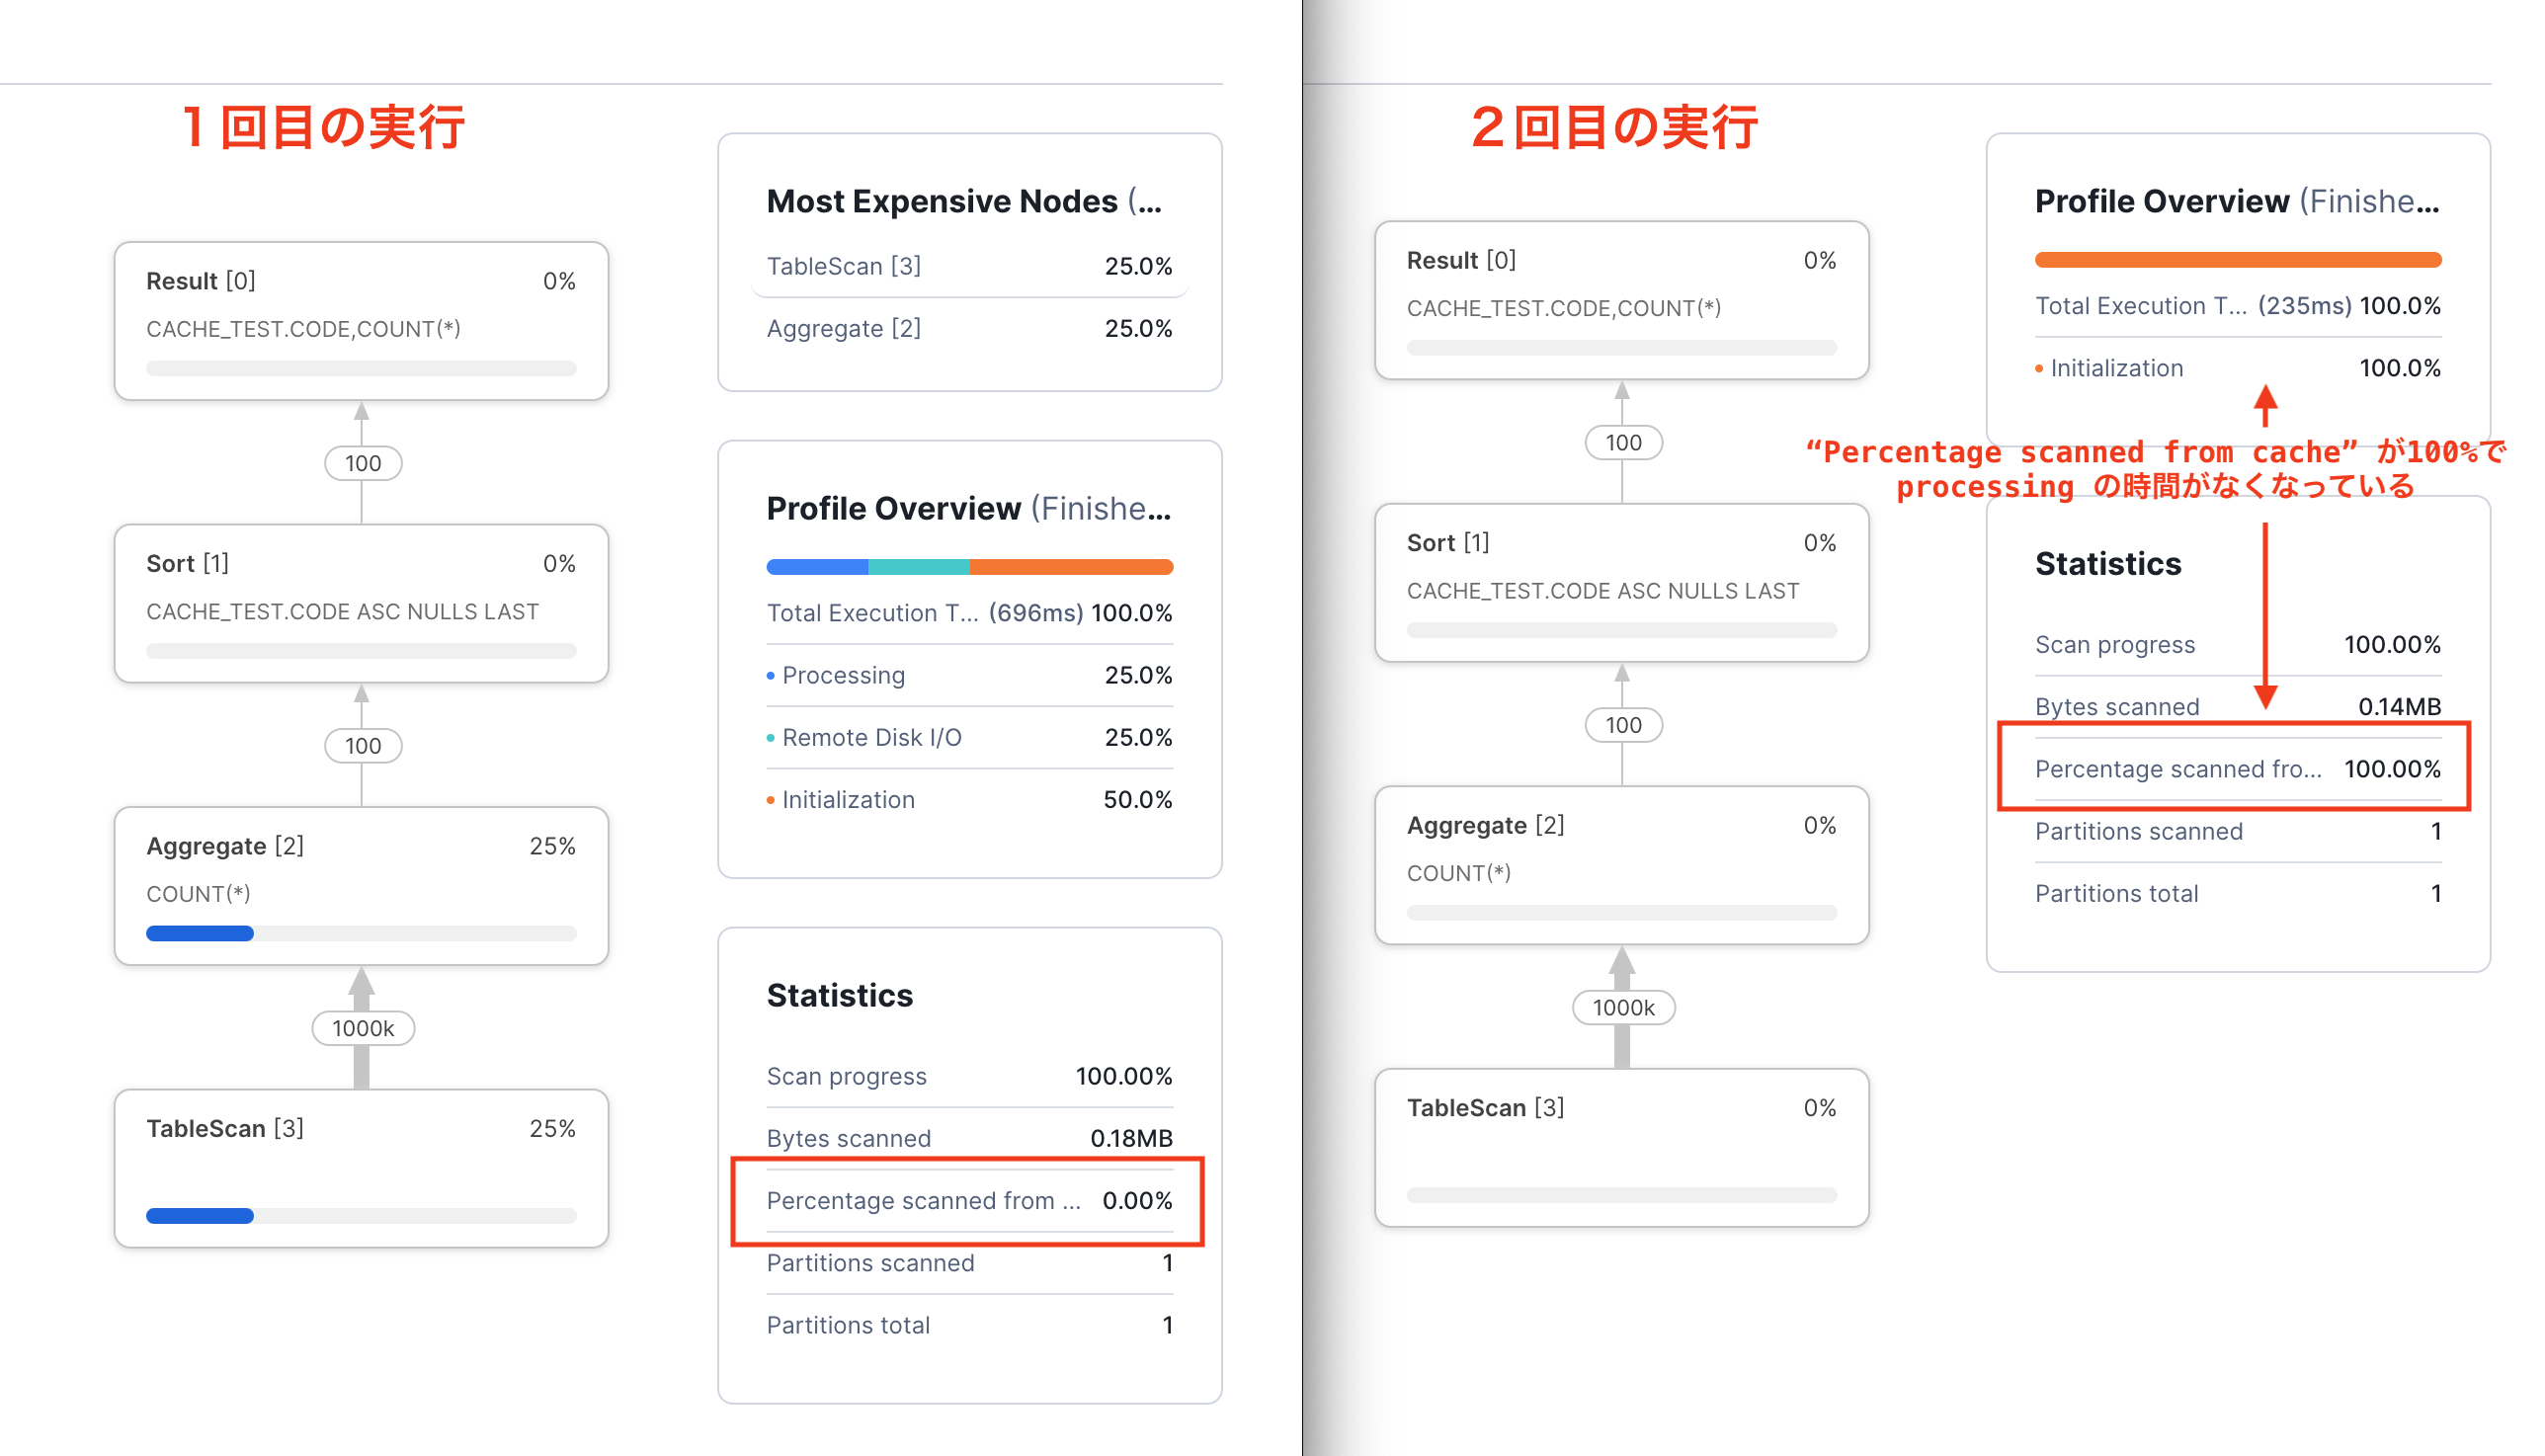 １回目の実行
Result [0] 0%
CACHE_TEST.CODE,COUNT(*)
100
Sort [1] 0%
CACHE_TEST.CODE ASC NULLS LAST
100
Aggregate [2] 25%
COUNT(*)
1000k
TableScan [3] 25%
Most Expensive Nodes (...
TableScan [3] 25.0%
Aggregate [2] 25.0%
Profile Overview (Finishe...
Total Execution T... (696ms) 100.0%
Processing 25.0%
Remote Disk I/O 25.0%
Initialization 50.0%
Statistics
Scan progress 100.00%
Bytes scanned 0.18MB
Percentage scanned from ... 0.00%
Partitions scanned 1
Partitions total 1
２回目の実行
Result [0] 0%
CACHE_TEST.CODE,COUNT(*)
100
Sort [1] 0%
CACHE_TEST.CODE ASC NULLS LAST
100
Aggregate [2] 0%
COUNT(*)
1000k
TableScan [3] 0%
Profile Overview (Finishe...
Total Execution T... (235ms) 100.0%
Initialization 100.0%
“Percentage scanned from cache” が100%で
processing の時間がなくなっている
Statistics
Scan progress 100.00%
Bytes scanned 0.14MB
Percentage scanned fro... 100.00%
Partitions scanned 1
Partitions total 1